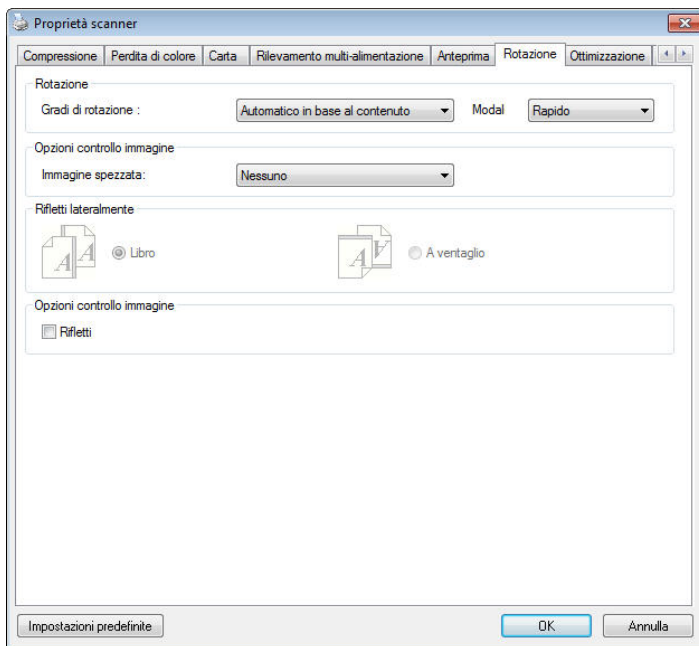 Proprietà scanner
Compressione Perdita di colore Carta Rilevamento multi-alimentazione Anteprima Rotazione Ottimizzazione
Rotazione
Gradi di rotazione : Automatico in base al contenuto Modal Rapido
Opzioni controllo immagine
Immagine spezzata: Nessuno
Rifletti lateralmente
A A Libro A A A ventaglio
Opzioni controllo immagine
Rifletti
Impostazioni predefinite OK Annulla